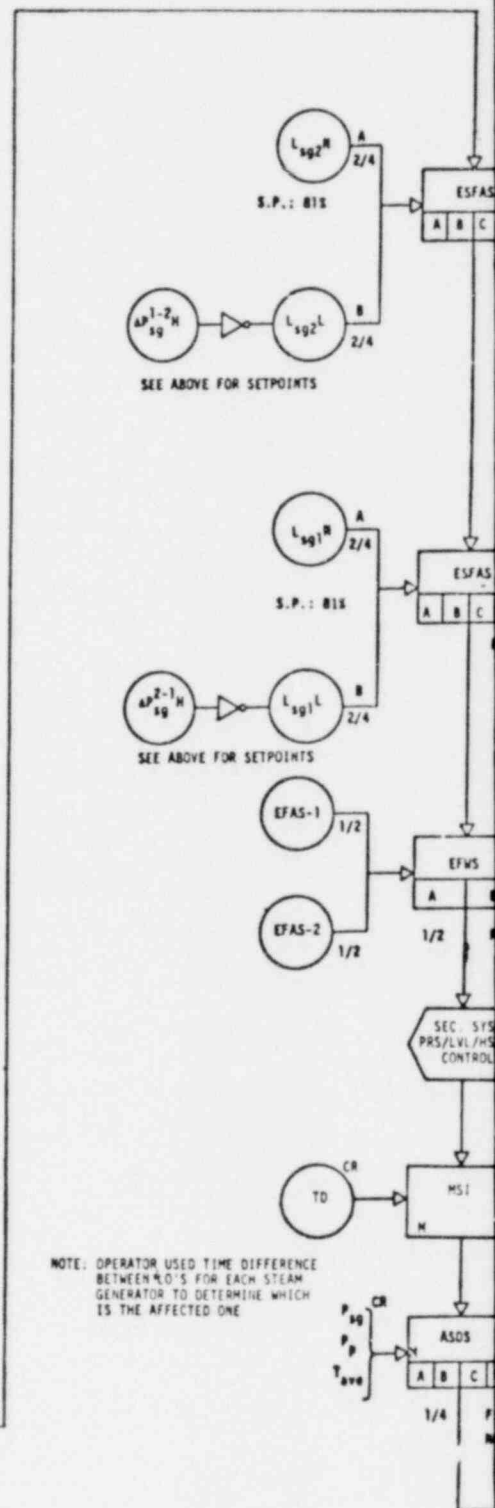 L sg2 R
A
2/4
S.P.: 81%
ESFAS
A B C
ΔP sg 1-2 H
L sg2 L
B
2/4
SEE ABOVE FOR SETPOINTS
L sg1 R
A
2/4
S.P.: 81%
ESFAS
A B C
ΔP sg 2-1 H
L sg1 L
B
2/4
SEE ABOVE FOR SETPOINTS
EFAS-1
1/2
EFWS
A
EFAS-2
1/2
1/2
SEC. SYS
PRS/LVL/HS
CONTROL
CR
TD
MSI
M
NOTE: OPERATOR USED TIME DIFFERENCE
BETWEEN LO'S FOR EACH STEAM
GENERATOR TO DETERMINE WHICH
IS THE AFFECTED ONE
P sg
CR
P p
T ave
ASDS
A B C
1/4
F